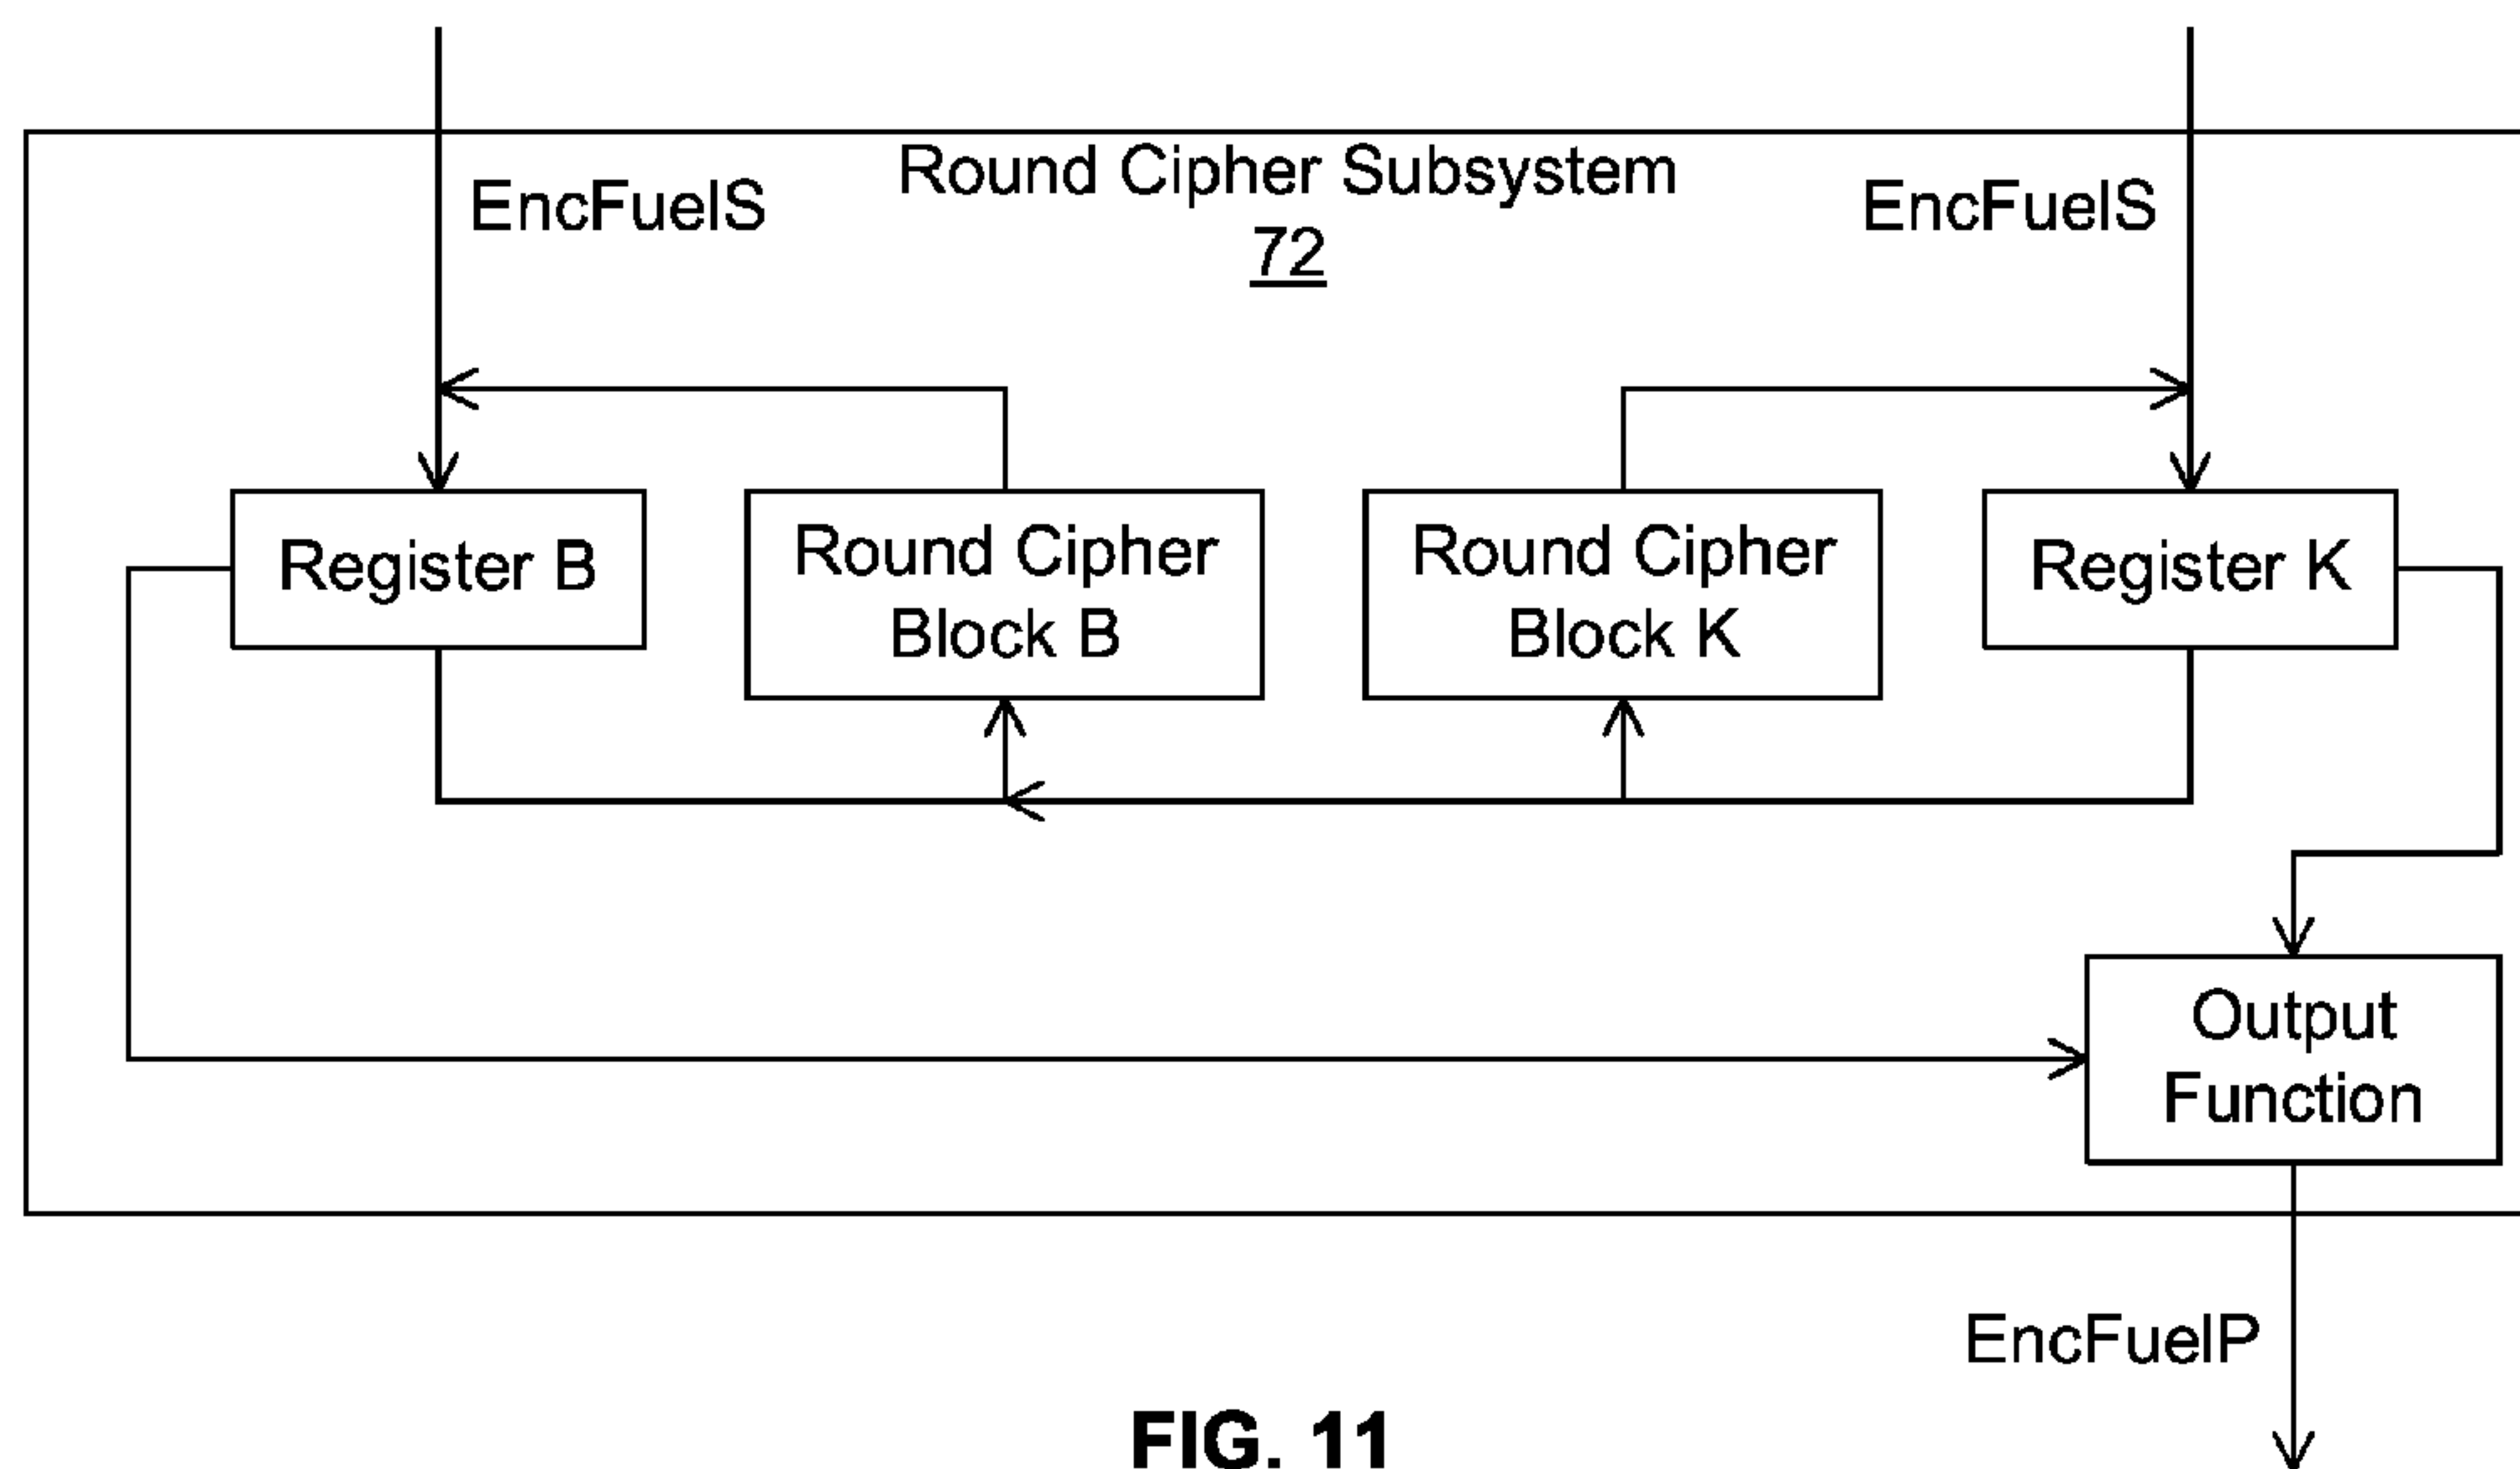 Round Cipher Subsystem
72
EncFuelS
EncFuelS
Register B
Round Cipher
Block B
Round Cipher
Block K
Register K
Output
Function
EncFuelP
FIG. 11